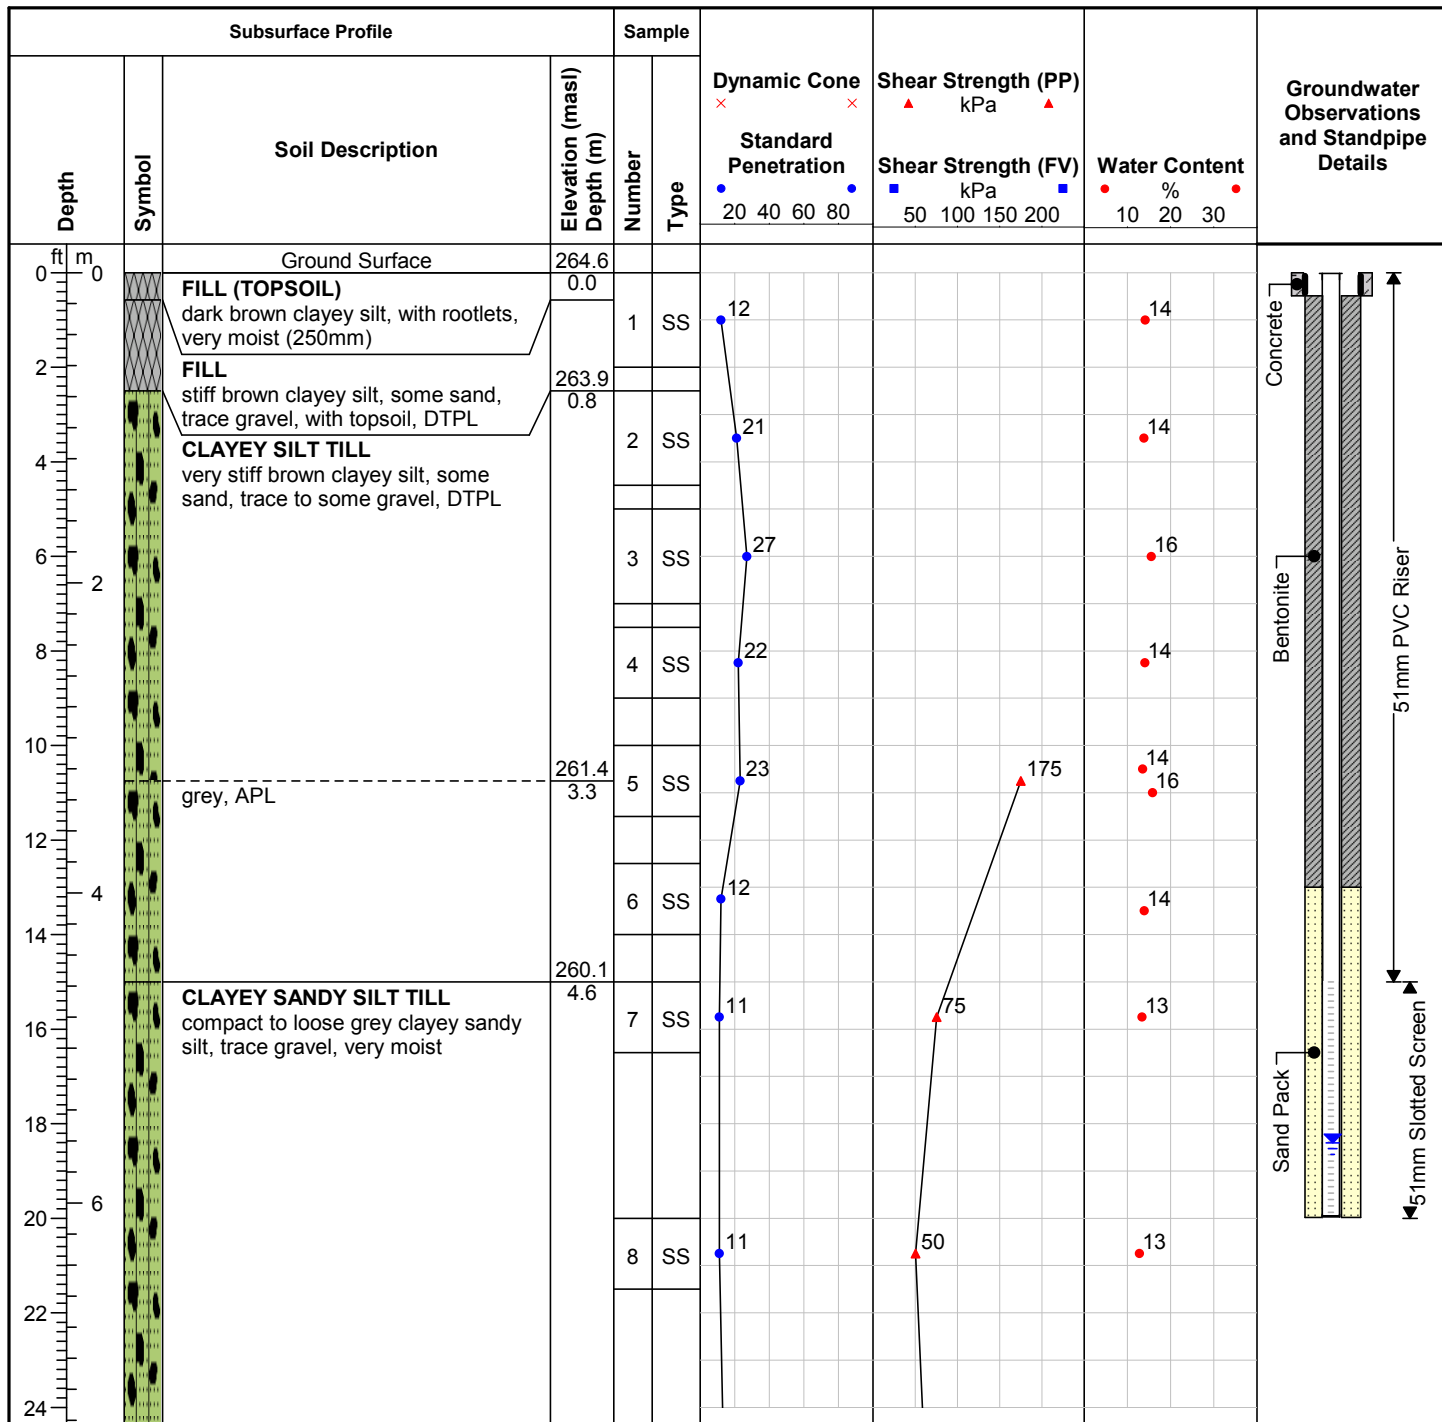 Subsurface Profile
Sample
Depth
Symbol
Soil Description
Elevation (masl)
Depth (m)
Number
Type
Dynamic Cone
Standard
Penetration
20 40 60 80
Shear Strength (PP)
kPa
Shear Strength (FV)
kPa
50 100 150 200
Water Content
%
10 20 30
Groundwater
Observations
and Standpipe
Details
ft m
0 0
Ground Surface
264.6
0.0
FILL (TOPSOIL)
dark brown clayey silt, with rootlets,
very moist (250mm)
1 SS
12
14
2
FILL
stiff brown clayey silt, some sand,
trace gravel, with topsoil, DTPL
263.9
0.8
CLAYEY SILT TILL
very stiff brown clayey silt, some
sand, trace to some gravel, DTPL
2 SS
21
14
4
3 SS
27
16
6
2
4 SS
22
14
8
10
261.4
3.3
grey, APL
5 SS
23
175
14
16
12
6 SS
12
14
4
14
260.1
4.6
CLAYEY SANDY SILT TILL
compact to loose grey clayey sandy
silt, trace gravel, very moist
7 SS
11
75
13
16
18
6
20
8 SS
11
50
13
22
24
Concrete
Bentonite
51mm PVC Riser
Sand Pack
51mm Slotted Screen